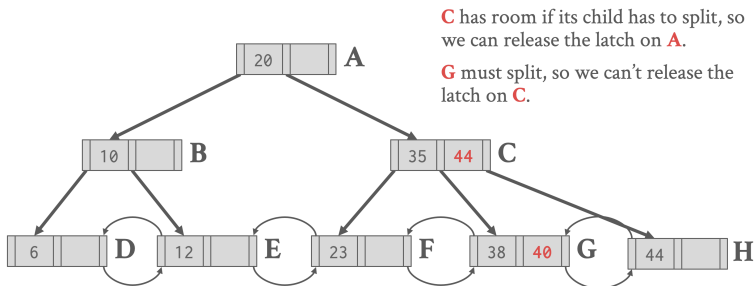 C has room if its child has to split, so
we can release the latch on A.
G must split, so we can't release the
latch on C.
20 A
10 B
35 44 C
6 D
12 E
23 F
38 40 G
44 H